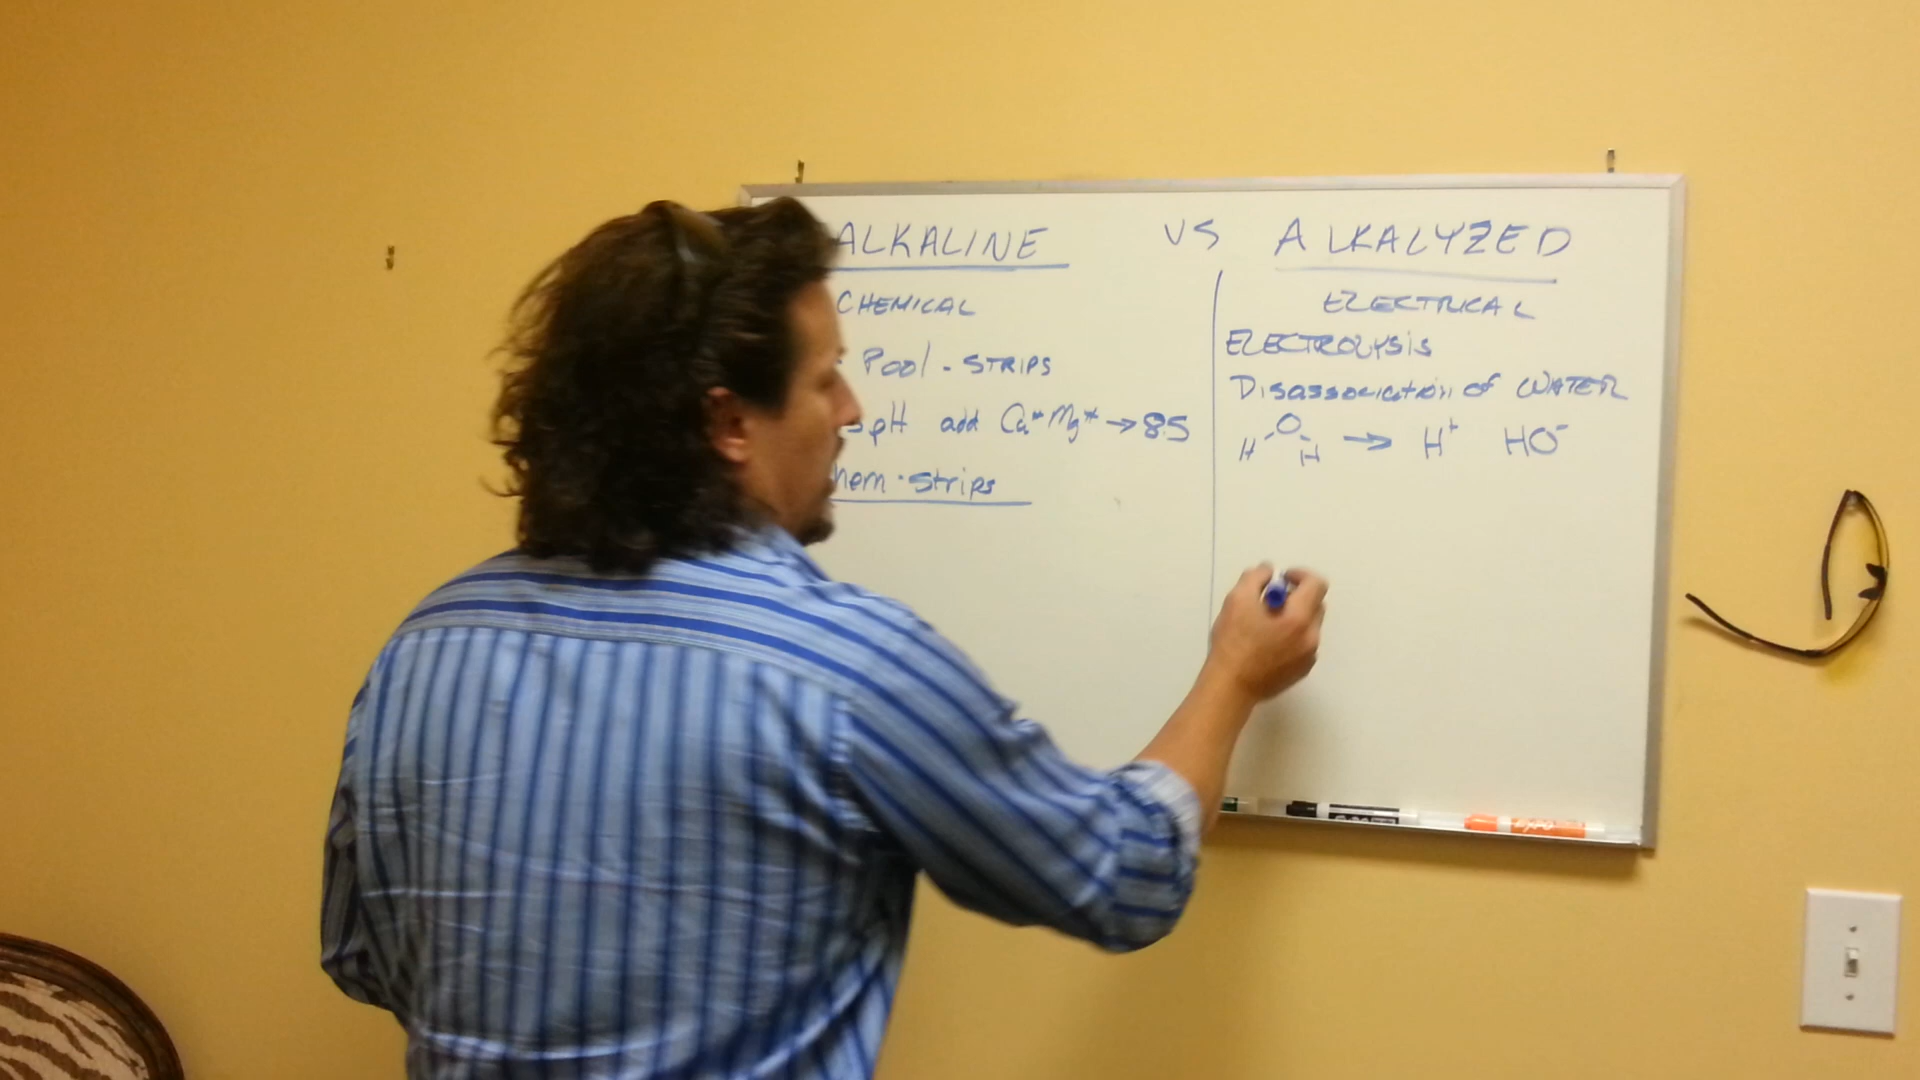 ALKALINE VS ALKALYZED
CHEMICAL
Pool - STRIPS
pH add Ca++ Mg++ → 8.5
hem - Strips
ELECTRICAL
ELECTROLYSIS
Disassociation of WATER
H O H → H+ HO-
EXPO